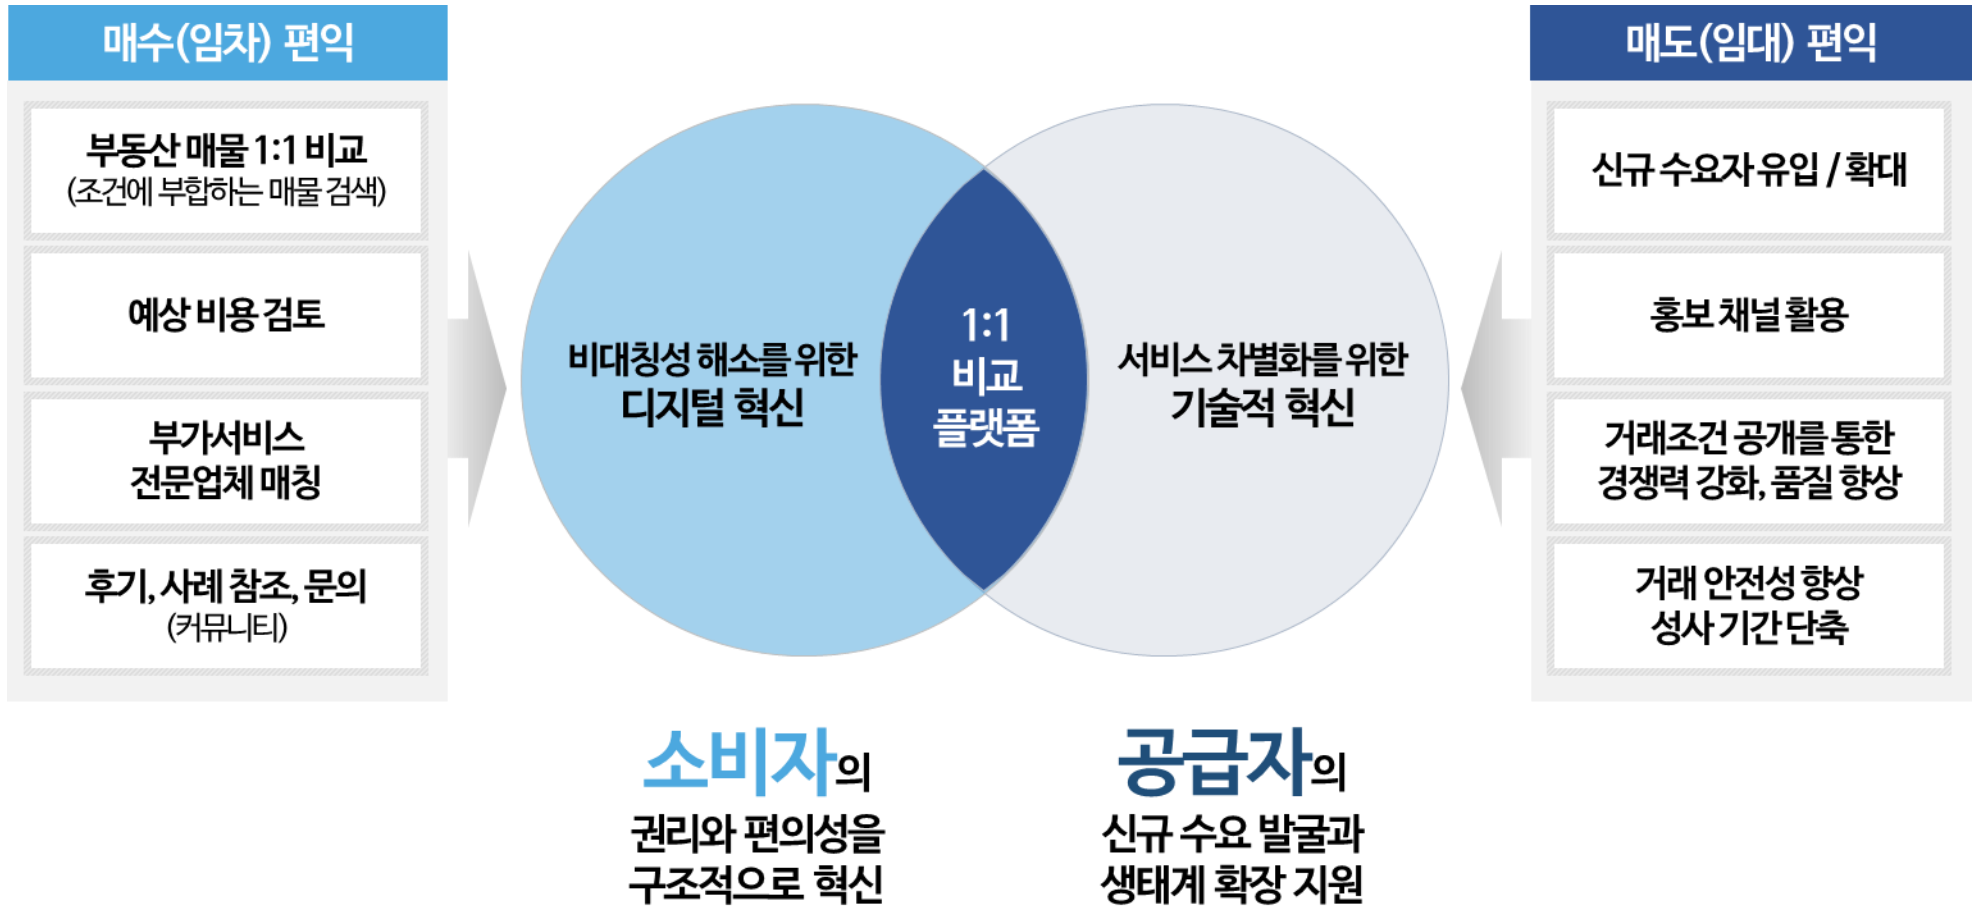 매수(임차) 편익
부동산 매물 1:1 비교
(조건에 부합하는 매물 검색)
예상 비용 검토
부가서비스
전문업체 매칭
후기, 사례 참조, 문의
(커뮤니티)
비대칭성 해소를 위한
디지털 혁신
1:1
비교
플랫폼
서비스 차별화를 위한
기술적 혁신
매도(임대) 편익
신규 수요자 유입 / 확대
홍보 채널 활용
거래조건 공개를 통한
경쟁력 강화, 품질 향상
거래 안전성 향상
성사 기간 단축
소비자의
권리와 편의성을
구조적으로 혁신
공급자의
신규 수요 발굴과
생태계 확장 지원